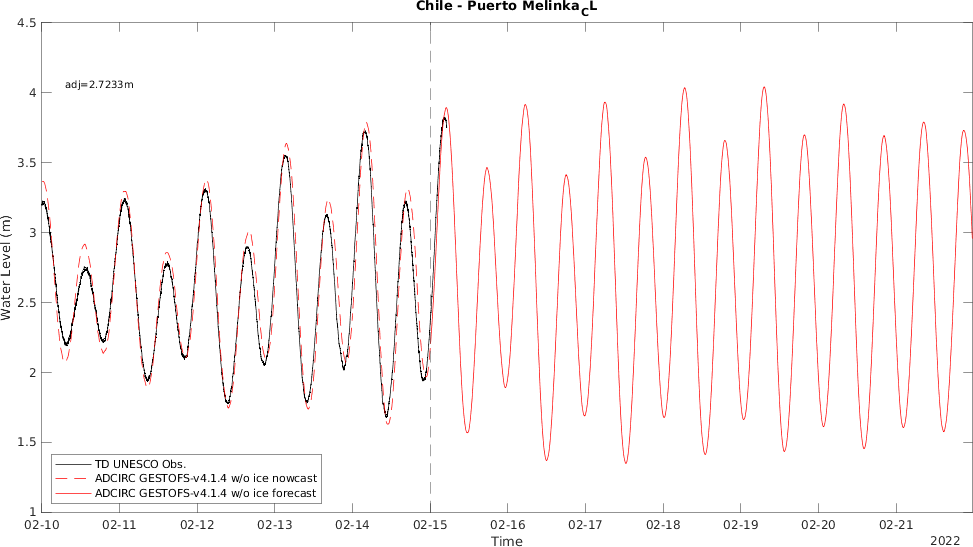 Chile - Puerto Melinka_CL
4.5
4
3.5
3
2.5
2
1.5
1
Water Level (m)
adj=2.7233m
TD UNESCO Obs.
ADCIRC GESTOFS-v4.1.4 w/o ice nowcast
ADCIRC GESTOFS-v4.1.4 w/o ice forecast
02-10 02-11 02-12 02-13 02-14 02-15 02-16 02-17 02-18 02-19 02-20 02-21
Time
2022